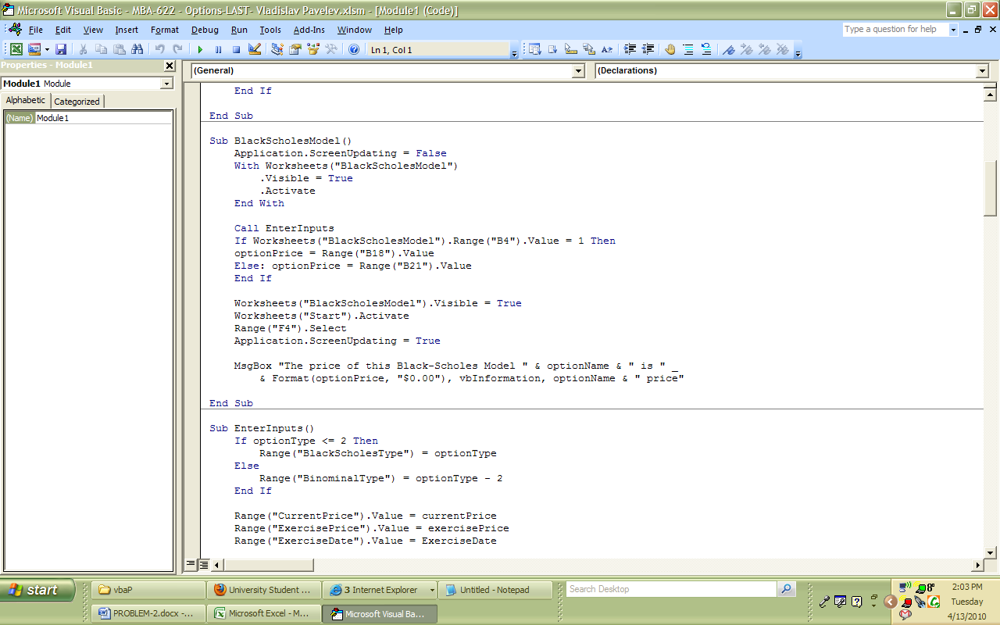 Microsoft Visual Basic - MBA-622 - Options-LAST- Vladislav Pavelev.xlsm - [Module1 (Code)]
File Edit View Insert Format Debug Run Tools Add-Ins Window Help
Type a question for help
Ln 1, Col 1
Properties - Module1
Module1 Module
Alphabetic Categorized
(Name) Module1
(General)
(Declarations)
End If
End Sub
Sub BlackScholesModel()
Application.ScreenUpdating = False
With Worksheets("BlackScholesModel")
.Visible = True
.Activate
End With
Call EnterInputs
If Worksheets("BlackScholesModel").Range("B4").Value = 1 Then
optionPrice = Range("B18").Value
Else: optionPrice = Range("B21").Value
End If
Worksheets("BlackScholesModel").Visible = True
Worksheets("Start").Activate
Range("F4").Select
Application.ScreenUpdating = True
MsgBox "The price of this Black-Scholes Model " & optionName & " is " _
& Format(optionPrice, "$0.00"), vbInformation, optionName & " price"
End Sub
Sub EnterInputs()
If optionType <= 2 Then
Range("BlackScholesType") = optionType
Else
Range("BinominalType") = optionType - 2
End If
Range("CurrentPrice").Value = currentPrice
Range("ExercisePrice").Value = exercisePrice
Range("ExerciseDate").Value = ExerciseDate
start
vbaP
University Student ...
3 Internet Explorer
Untitled - Notepad
Search Desktop
2:03 PM
PROBLEM-2.docx -...
Microsoft Excel - M...
Microsoft Visual Ba...
Tuesday
4/13/2010